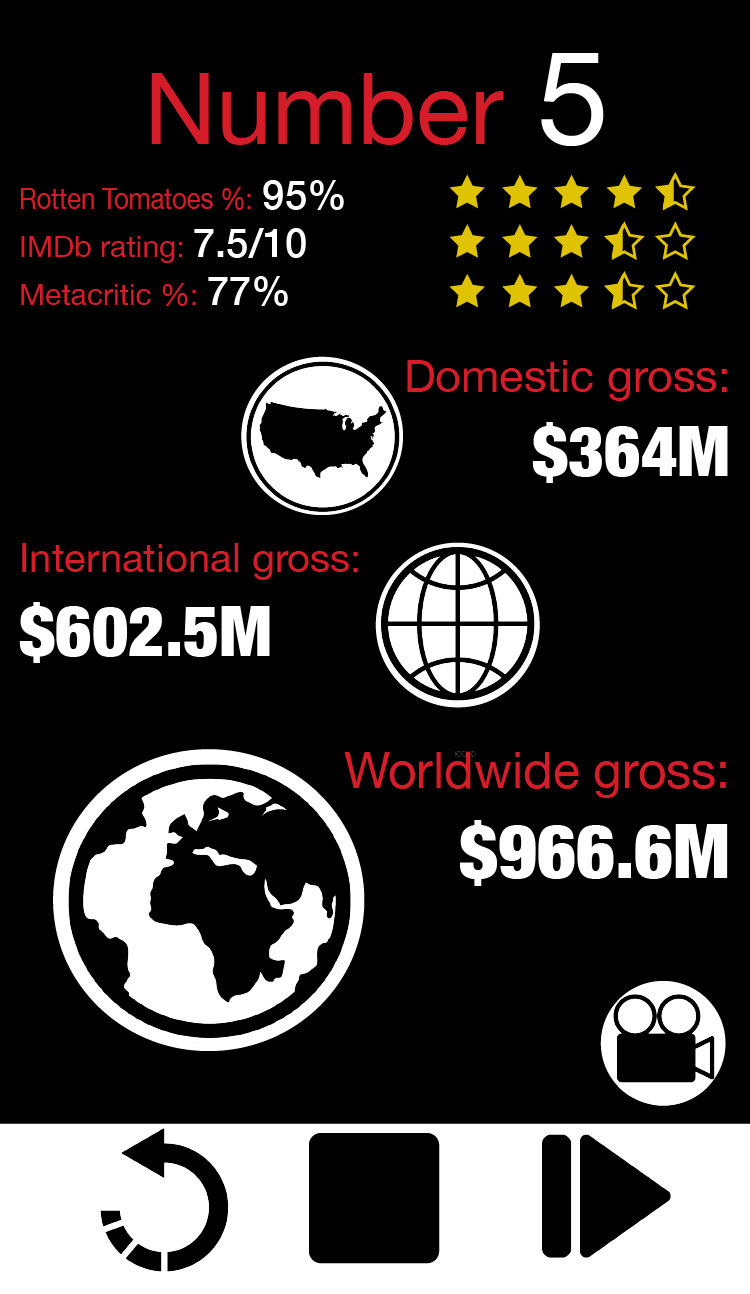 Number 5
Rotten Tomatoes %: 95%
IMDb rating: 7.5/10
Metacritic %: 77%
Domestic gross:
$364M
International gross:
$602.5M
Worldwide gross:
$966.6M